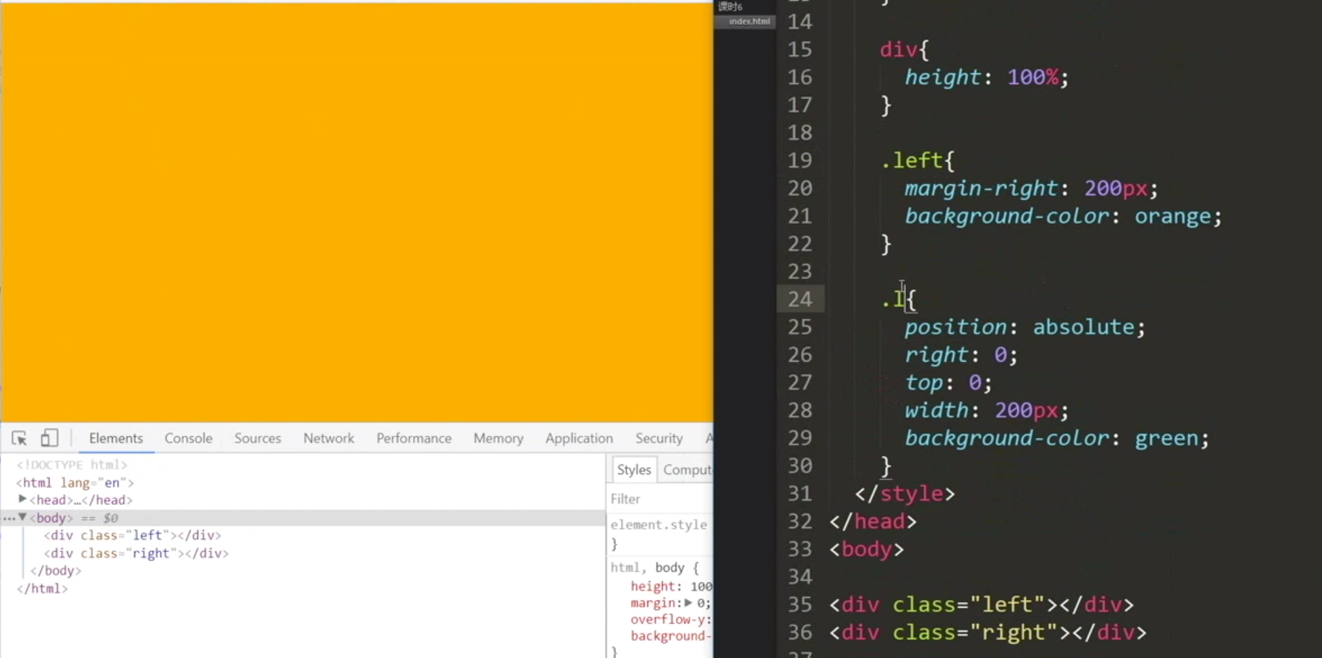 Elements Console Sources Network Performance Memory Application Security
<!DOCTYPE html>
<html lang="en">
▶<head>…</head>
…▼<body> == $0
<div class="left"></div>
<div class="right"></div>
</body>
</html>
Styles Comput
Filter
element.style
}
html, body {
height: 100
margin:▶ 0;
overflow-y:
background-
}
课时6
index.html
14
15 div{
16 height: 100%;
17 }
18
19 .left{
20 margin-right: 200px;
21 background-color: orange;
22 }
23
24 .l{
25 position: absolute;
26 right: 0;
27 top: 0;
28 width: 200px;
29 background-color: green;
30 }
31 </style>
32 </head>
33 <body>
34
35 <div class="left"></div>
36 <div class="right"></div>